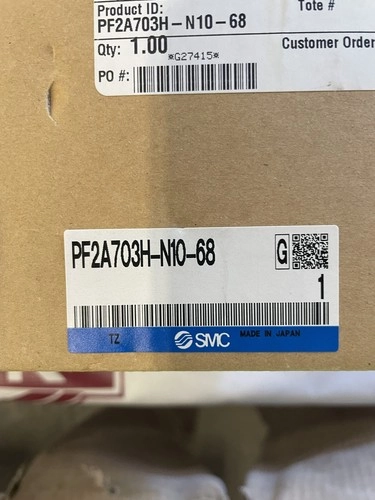 Product ID: Tote #
PF2A703H-N10-68
Qty: 1.00 Customer Order
*G27415*
PO #:
PF2A703H-N10-68 G
1
TZ SMC MADE IN JAPAN